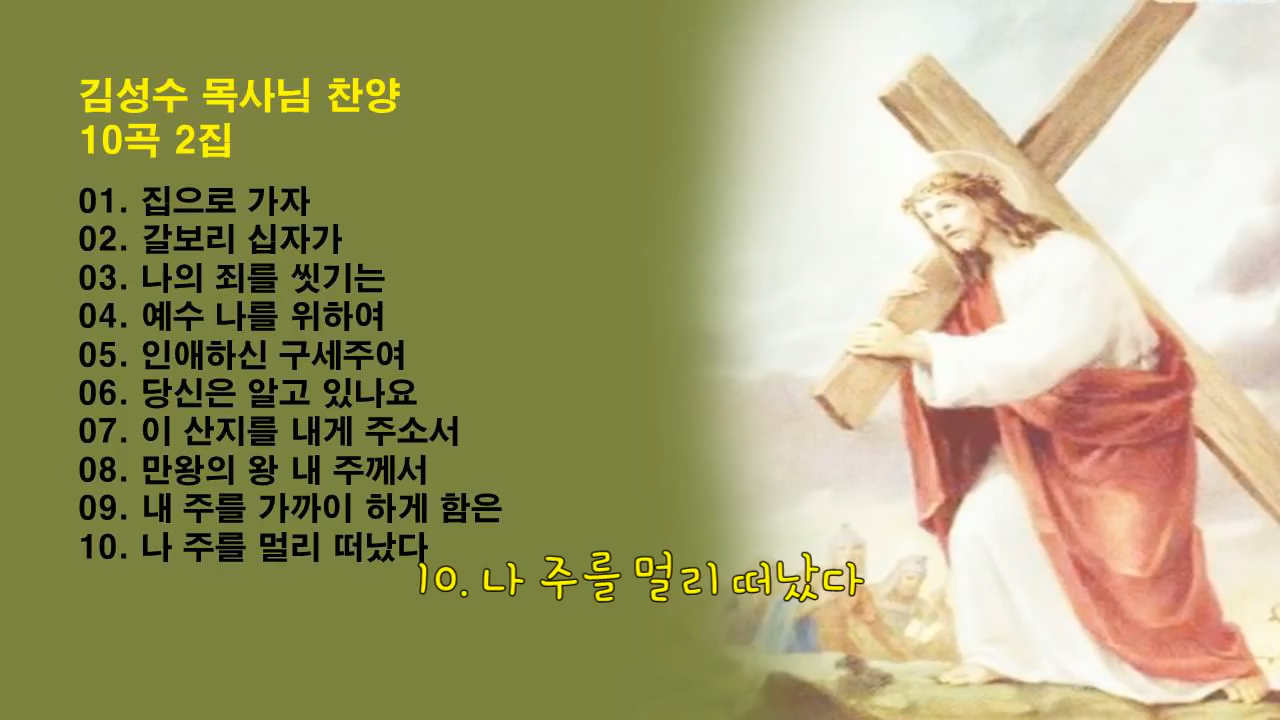 김성수 목사님 찬양
10곡 2집
01. 집으로 가자
02. 갈보리 십자가
03. 나의 죄를 씻기는
04. 예수 나를 위하여
05. 인애하신 구세주여
06. 당신은 알고 있나요
07. 이 산지를 내게 주소서
08. 만왕의 왕 내 주께서
09. 내 주를 가까이 하게 함은
10. 나 주를 멀리 떠났다
10. 나 주를 멀리 떠났다